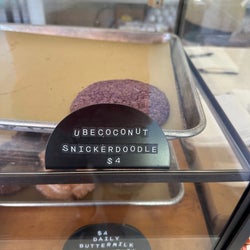 UBECOCONUT
SNICKERDOODLE
$4
$4
DAILY
BUTTERMILK